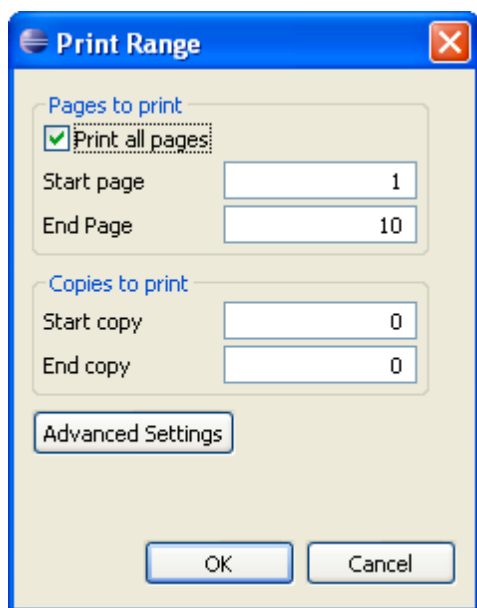 Print Range
Pages to print
Print all pages
Start page 1
End Page 10
Copies to print
Start copy 0
End copy 0
Advanced Settings
OK Cancel